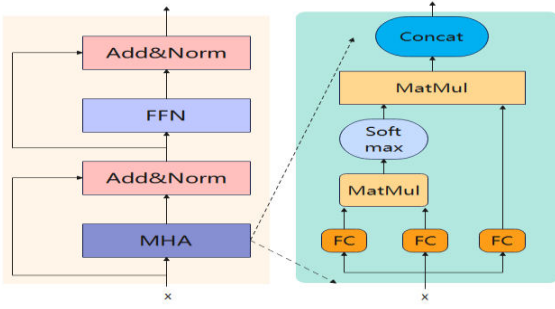 Add&Norm
FFN
Add&Norm
MHA
x
Concat
MatMul
Soft
max
MatMul
FC
FC
FC
x